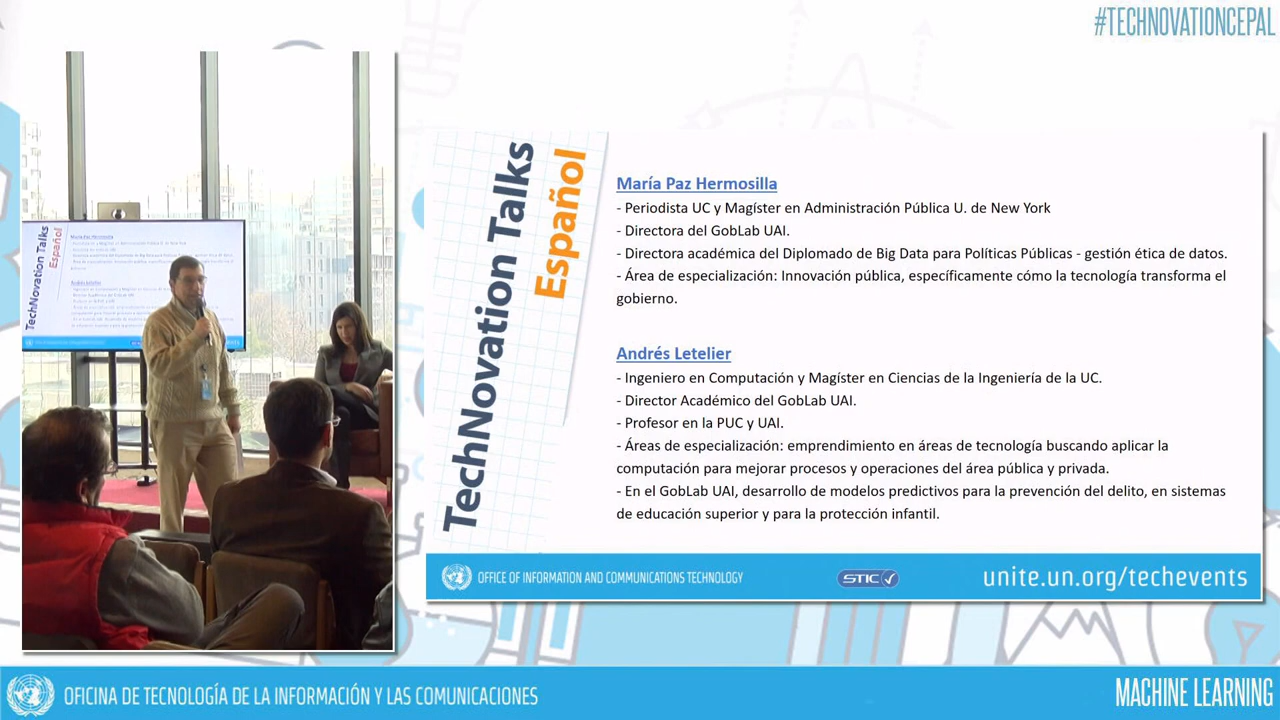 #TECHNOVATIONCEPAL
TechNovation Talks
Español
María Paz Hermosilla
- Periodista UC y Magíster en Administración Pública U. de New York
- Directora del GobLab UAI.
- Directora académica del Diplomado de Big Data para Políticas Públicas - gestión ética de datos.
- Área de especialización: Innovación pública, específicamente cómo la tecnología transforma el
gobierno.
Andrés Letelier
- Ingeniero en Computación y Magíster en Ciencias de la Ingeniería de la UC.
- Director Académico del GobLab UAI.
- Profesor en la PUC y UAI.
- Áreas de especialización: emprendimiento en áreas de tecnología buscando aplicar la
computación para mejorar procesos y operaciones del área pública y privada.
- En el GobLab UAI, desarrollo de modelos predictivos para la prevención del delito, en sistemas
de educación superior y para la protección infantil.
OFFICE OF INFORMATION AND COMMUNICATIONS TECHNOLOGY
STIC
unite.un.org/techevents
TechNovation Talks
Español
OFICINA DE TECNOLOGÍA DE LA INFORMACIÓN Y LAS COMUNICACIONES
MACHINE LEARNING